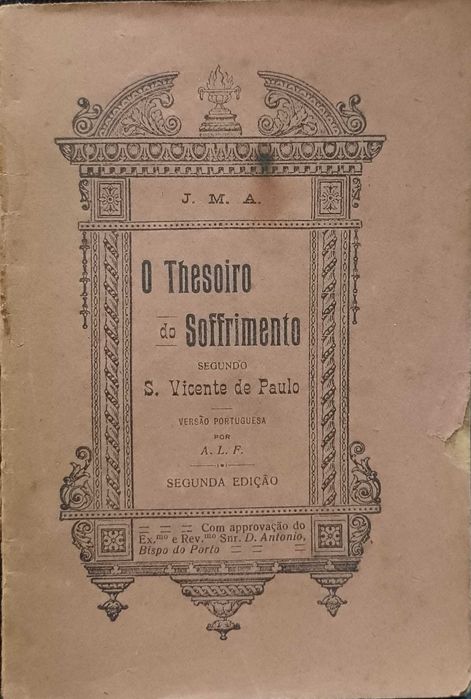 J. M. A.
O Thesoiro
do Soffrimento
SEGUNDO
S. Vicente de Paulo
VERSÃO PORTUGUESA
POR
A. L. F.
SEGUNDA EDIÇÃO
Com approvação do
Ex.mo e Rev.mo Snr. D. Antonio,
Bispo do Porto